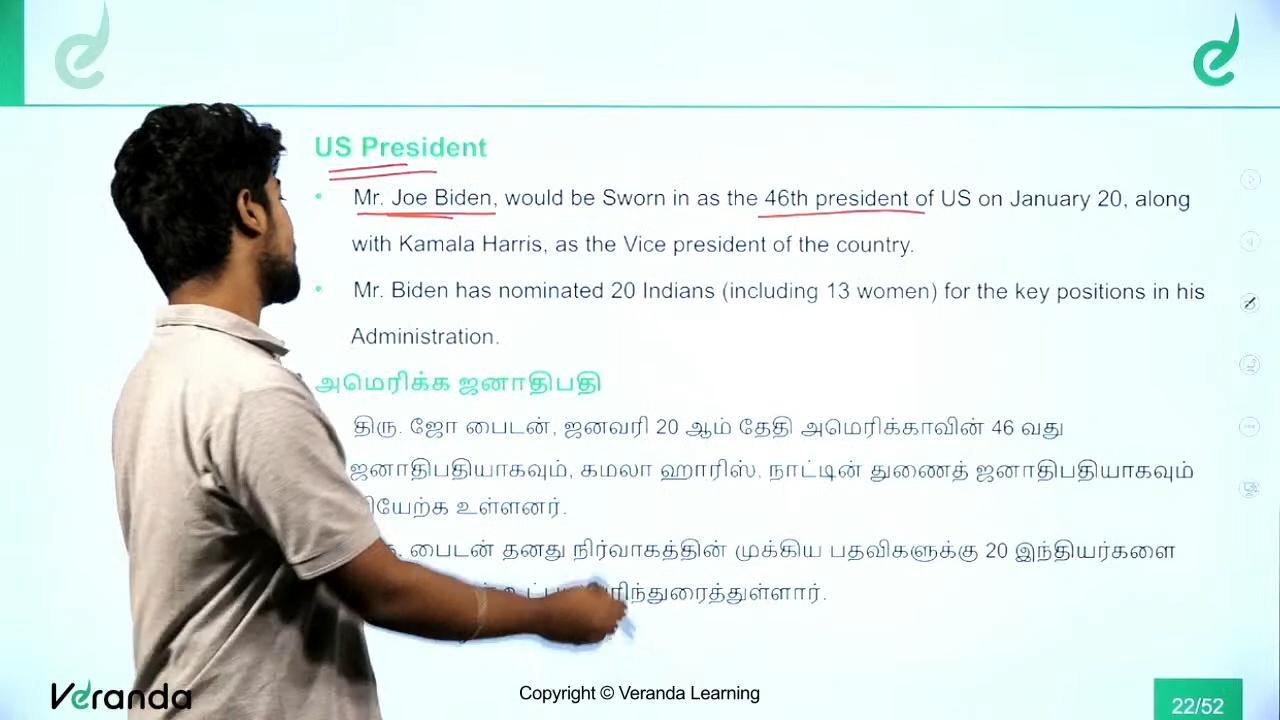 US President
Mr. Joe Biden, would be Sworn in as the 46th president of US on January 20, along
with Kamala Harris, as the Vice president of the country.
Mr. Biden has nominated 20 Indians (including 13 women) for the key positions in his
Administration.
அமெரிக்க ஜனாதிபதி
திரு. ஜோ பைடன், ஜனவரி 20 ஆம் தேதி அமெரிக்காவின் 46 வது
ஜனாதிபதியாகவும், கமலா ஹாரிஸ், நாட்டின் துணைத் ஜனாதிபதியாகவும்
உள்ளனர்.
பைடன் தனது நிர்வாகத்தின் முக்கிய பதவிகளுக்கு 20 இந்தியர்களை
Veranda
Copyright © Veranda Learning
22/52